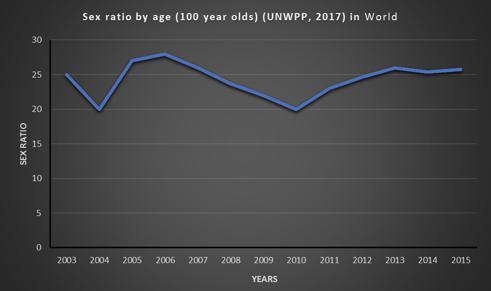 Sex ratio by age (100 year olds) (UNWPP, 2017) in World
30
25
20
15
10
5
0
SEX RATIO
2003 2004 2005 2006 2007 2008 2009 2010 2011 2012 2013 2014 2015
YEARS